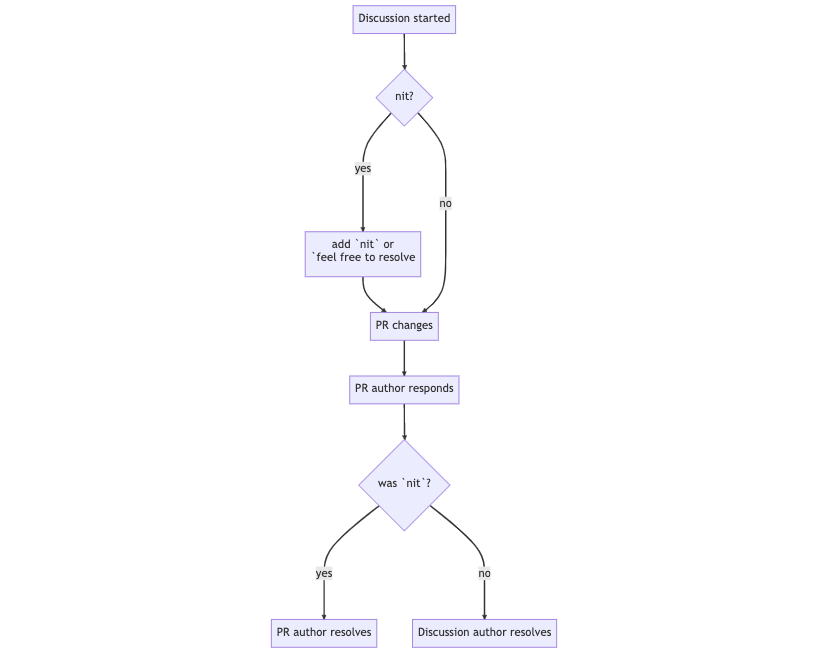 Discussion started
nit?
yes
no
add `nit` or
`feel free to resolve
PR changes
PR author responds
was `nit`?
yes
no
PR author resolves
Discussion author resolves